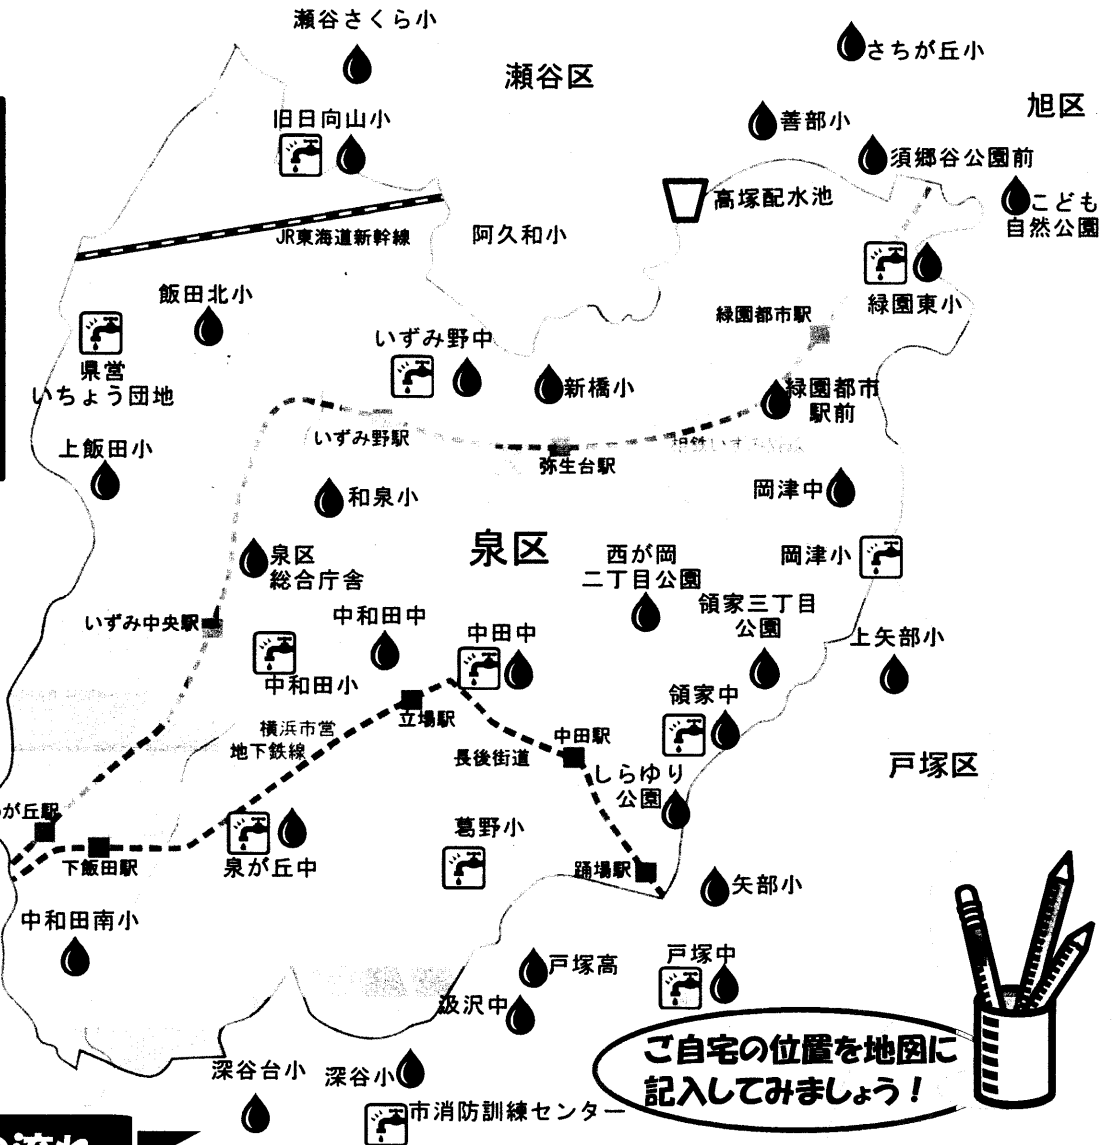 瀬谷さくら小
さちが丘小
瀬谷区
旭区
旧日向山小
善部小
須郷谷公園前
高塚配水池
こども
自然公園
JR東海道新幹線
阿久和小
飯田北小
緑園東小
緑園都市駅
いずみ野中
県営
いちょう団地
新橋小
緑園都市
駅前
いずみ野駅
相鉄いずみ野線
上飯田小
弥生台駅
和泉小
岡津中
泉区
泉区
総合庁舎
西が岡
二丁目公園
岡津小
領家三丁目
公園
いずみ中央駅
中和田中
中田中
上矢部小
中和田小
領家中
立場駅
横浜市営
地下鉄線
中田駅
長後街道
戸塚区
しらゆり
公園
が丘駅
葛野小
下飯田駅
泉が丘中
踊場駅
矢部小
中和田南小
戸塚高
戸塚中
汲沢中
ご自宅の位置を地図に
記入してみましょう！
深谷台小
深谷小
市消防訓練センター